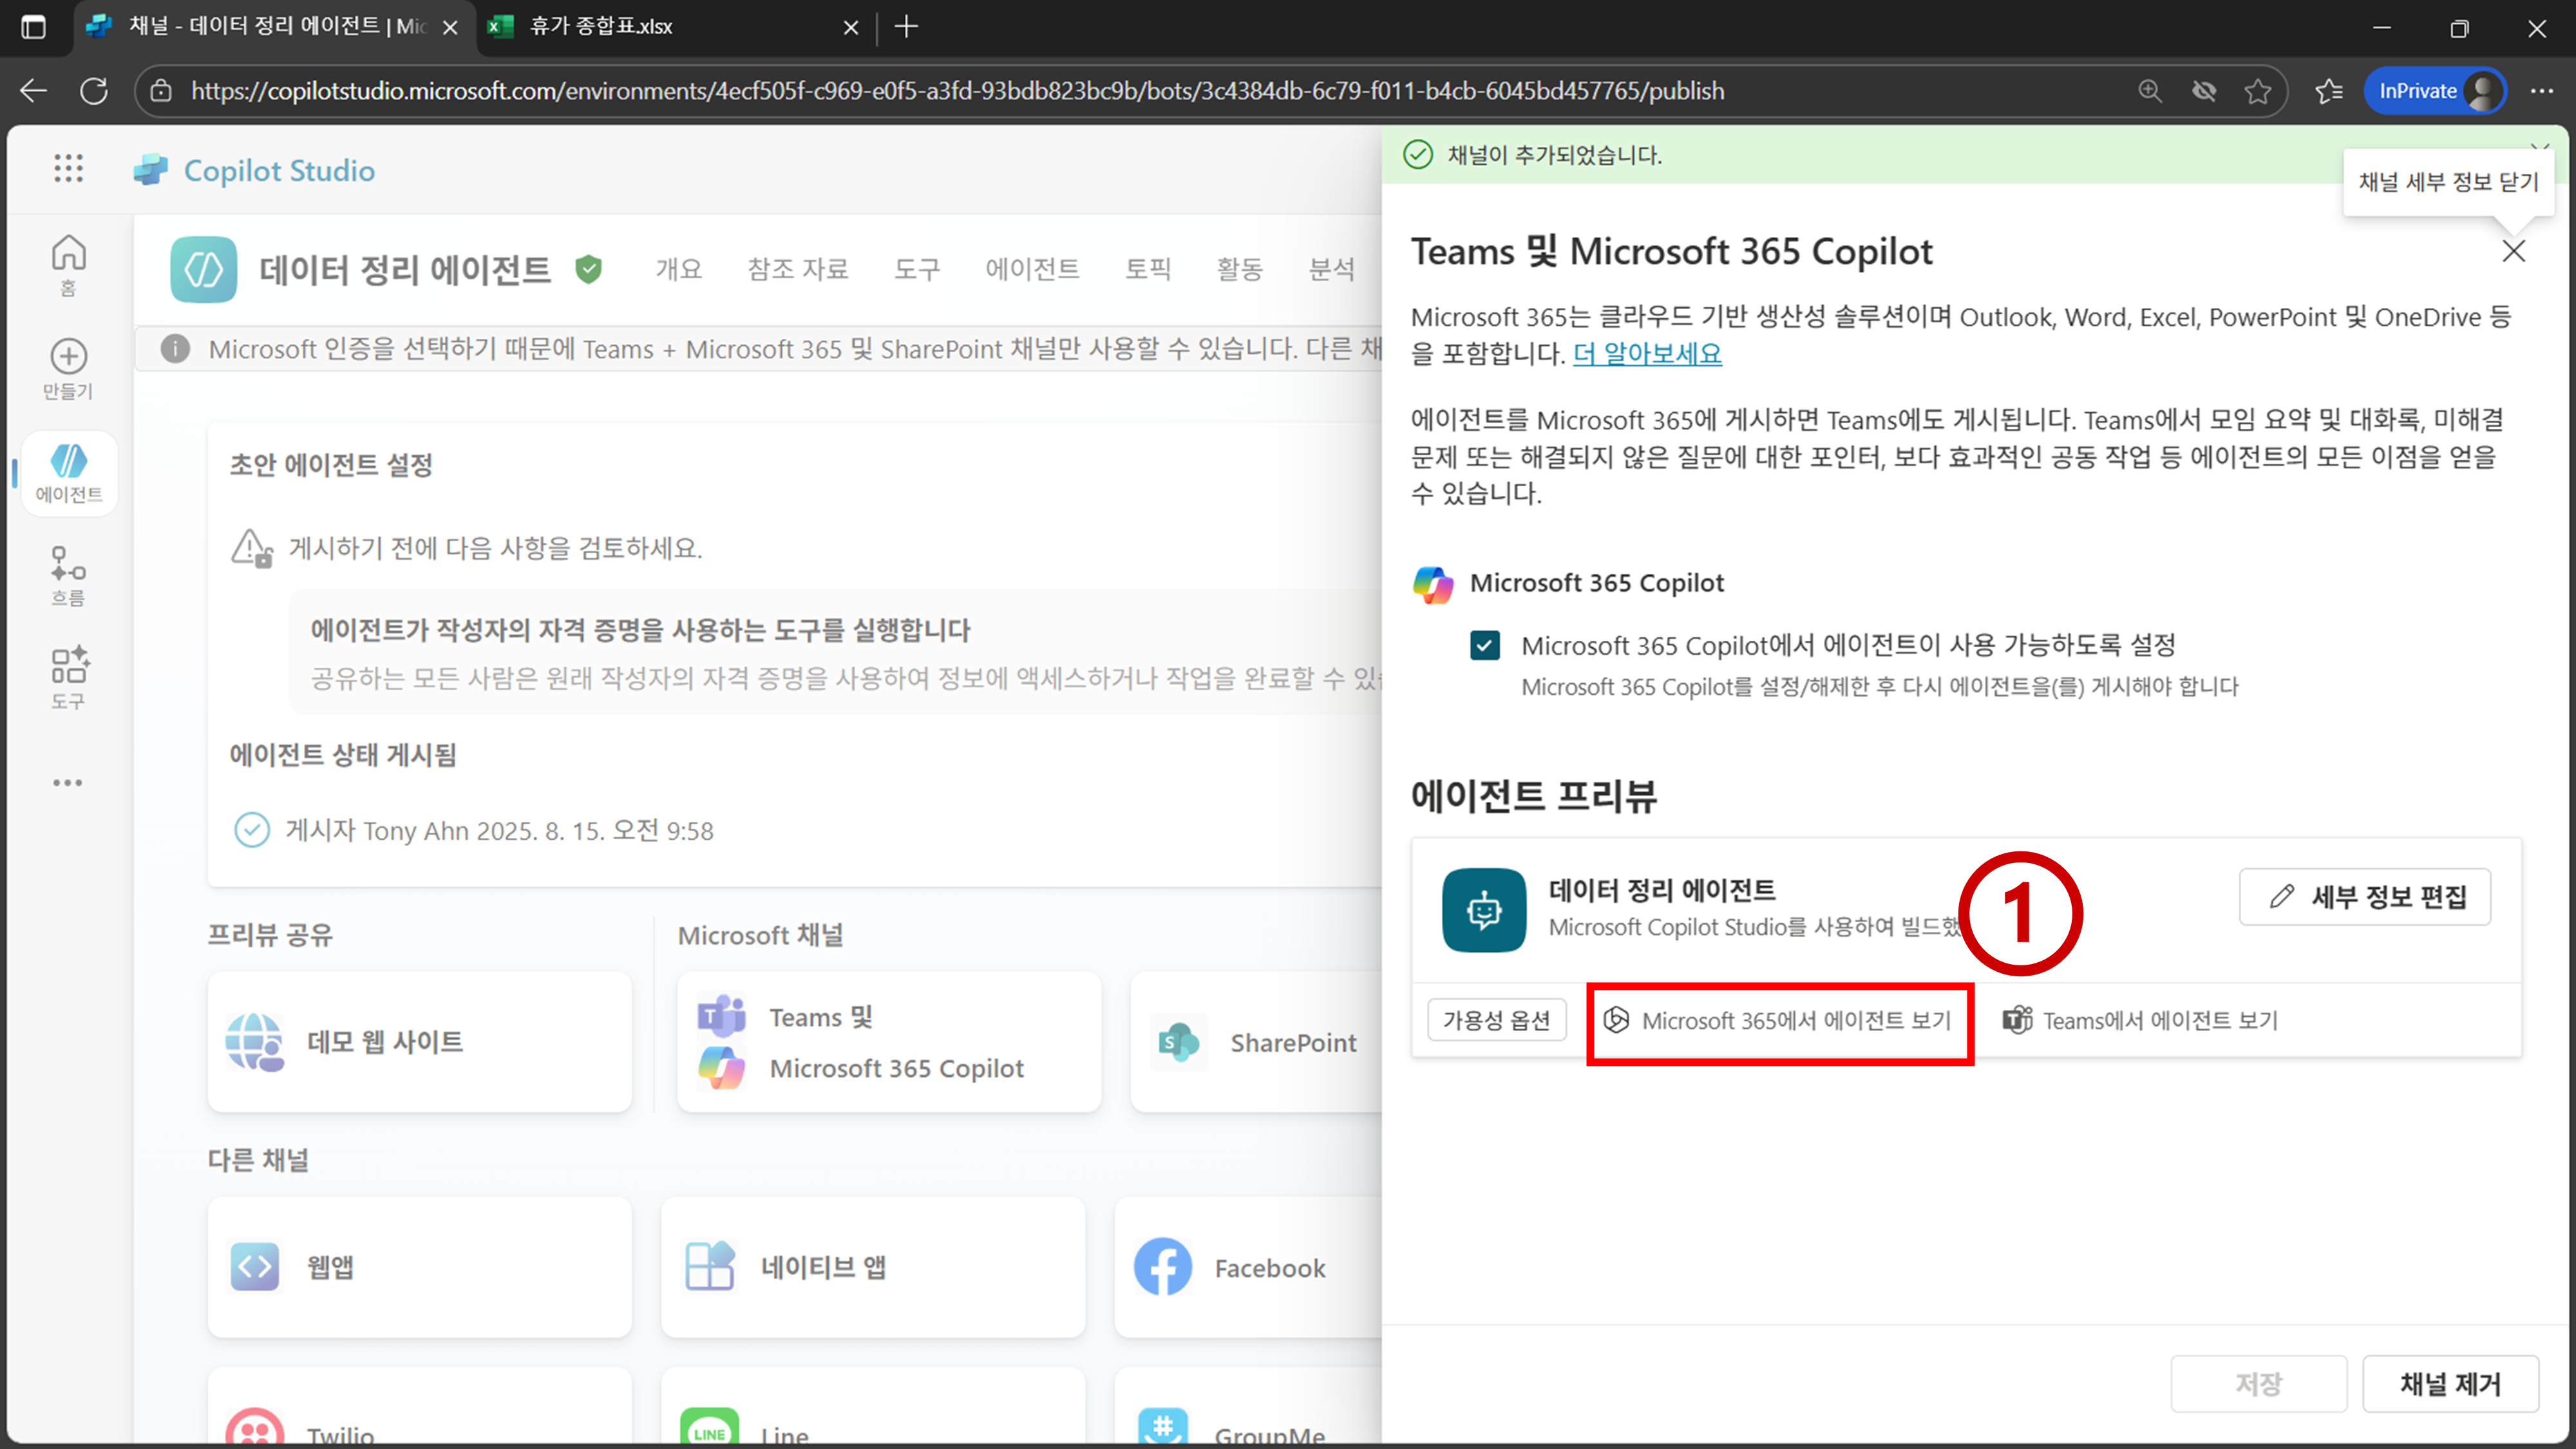 채널 - 데이터 정리 에이전트 | Mic
휴가 종합표.xlsx
https://copilotstudio.microsoft.com/environments/4ecf505f-c969-e0f5-a3fd-93bdb823bc9b/bots/3c4384db-6c79-f011-b4cb-6045bd457765/publish
InPrivate
Copilot Studio
홈
만들기
에이전트
흐름
도구
데이터 정리 에이전트
개요
참조 자료
도구
에이전트
토픽
활동
분석
Microsoft 인증을 선택하기 때문에 Teams + Microsoft 365 및 SharePoint 채널만 사용할 수 있습니다. 다른 채
초안 에이전트 설정
게시하기 전에 다음 사항을 검토하세요.
에이전트가 작성자의 자격 증명을 사용하는 도구를 실행합니다
공유하는 모든 사람은 원래 작성자의 자격 증명을 사용하여 정보에 액세스하거나 작업을 완료할 수 있
에이전트 상태 게시됨
게시자 Tony Ahn 2025. 8. 15. 오전 9:58
프리뷰 공유
Microsoft 채널
데모 웹 사이트
Teams 및
Microsoft 365 Copilot
SharePoint
다른 채널
웹앱
네이티브 앱
Facebook
Twilio
Line
GroupMe
채널이 추가되었습니다.
채널 세부 정보 닫기
Teams 및 Microsoft 365 Copilot
Microsoft 365는 클라우드 기반 생산성 솔루션이며 Outlook, Word, Excel, PowerPoint 및 OneDrive 등
을 포함합니다. 더 알아보세요
에이전트를 Microsoft 365에 게시하면 Teams에도 게시됩니다. Teams에서 모임 요약 및 대화록, 미해결
문제 또는 해결되지 않은 질문에 대한 포인터, 보다 효과적인 공동 작업 등 에이전트의 모든 이점을 얻을
수 있습니다.
Microsoft 365 Copilot
Microsoft 365 Copilot에서 에이전트이 사용 가능하도록 설정
Microsoft 365 Copilot를 설정/해제한 후 다시 에이전트을(를) 게시해야 합니다
에이전트 프리뷰
데이터 정리 에이전트
Microsoft Copilot Studio를 사용하여 빌드했
1
세부 정보 편집
가용성 옵션
Microsoft 365에서 에이전트 보기
Teams에서 에이전트 보기
저장
채널 제거